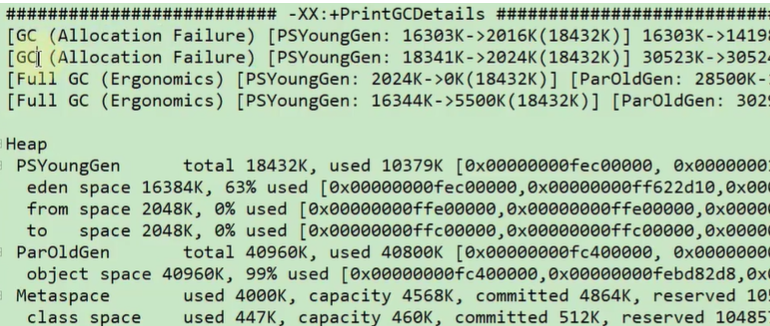 ########################## -XX:+PrintGCDetails ##########################
[GC (Allocation Failure) [PSYoungGen: 16303K->2016K(18432K)] 16303K->14198
[GC (Allocation Failure) [PSYoungGen: 18341K->2024K(18432K)] 30523K->30524
[Full GC (Ergonomics) [PSYoungGen: 2024K->0K(18432K)] [ParOldGen: 28500K-
[Full GC (Ergonomics) [PSYoungGen: 16344K->5500K(18432K)] [ParOldGen: 3029
Heap
PSYoungGen total 18432K, used 10379K [0x00000000fec00000, 0x00000001
eden space 16384K, 63% used [0x00000000fec00000,0x00000000ff622d10,0x000
from space 2048K, 0% used [0x00000000ffe00000,0x00000000ffe00000,0x000
to space 2048K, 0% used [0x00000000ffc00000,0x00000000ffc00000,0x000
ParOldGen total 40960K, used 40800K [0x00000000fc400000, 0x00000000
object space 40960K, 99% used [0x00000000fc400000,0x00000000febd82d8,0x0
Metaspace used 4000K, capacity 4568K, committed 4864K, reserved 105
class space used 447K, capacity 460K, committed 512K, reserved 104857